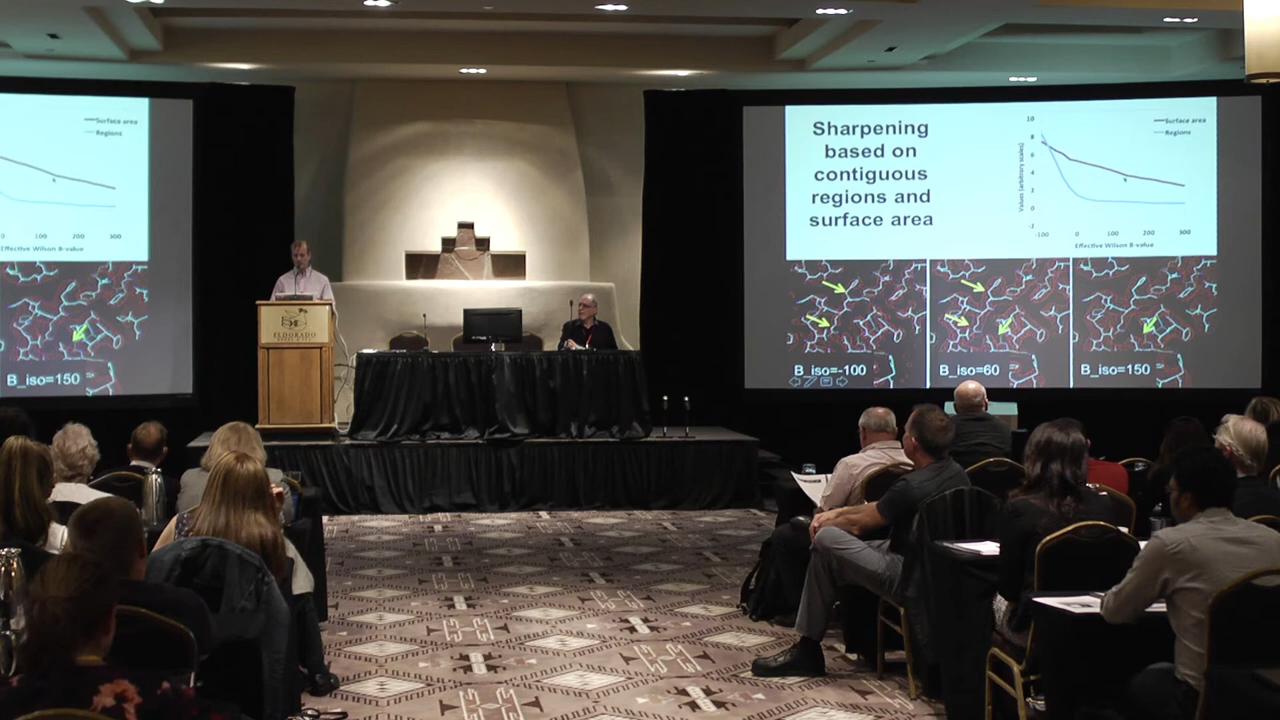 Surface area
Regions
0
100
200
300
Effective Wilson B-value
B_iso=150
ELDORADO
Sharpening
based on
contiguous
regions and
surface area
10
8
6
4
2
0
Values (arbitrary scales)
Surface area
Regions
-100
0
100
200
300
Effective Wilson B-value
B_iso=-100
B_iso=60
B_iso=150